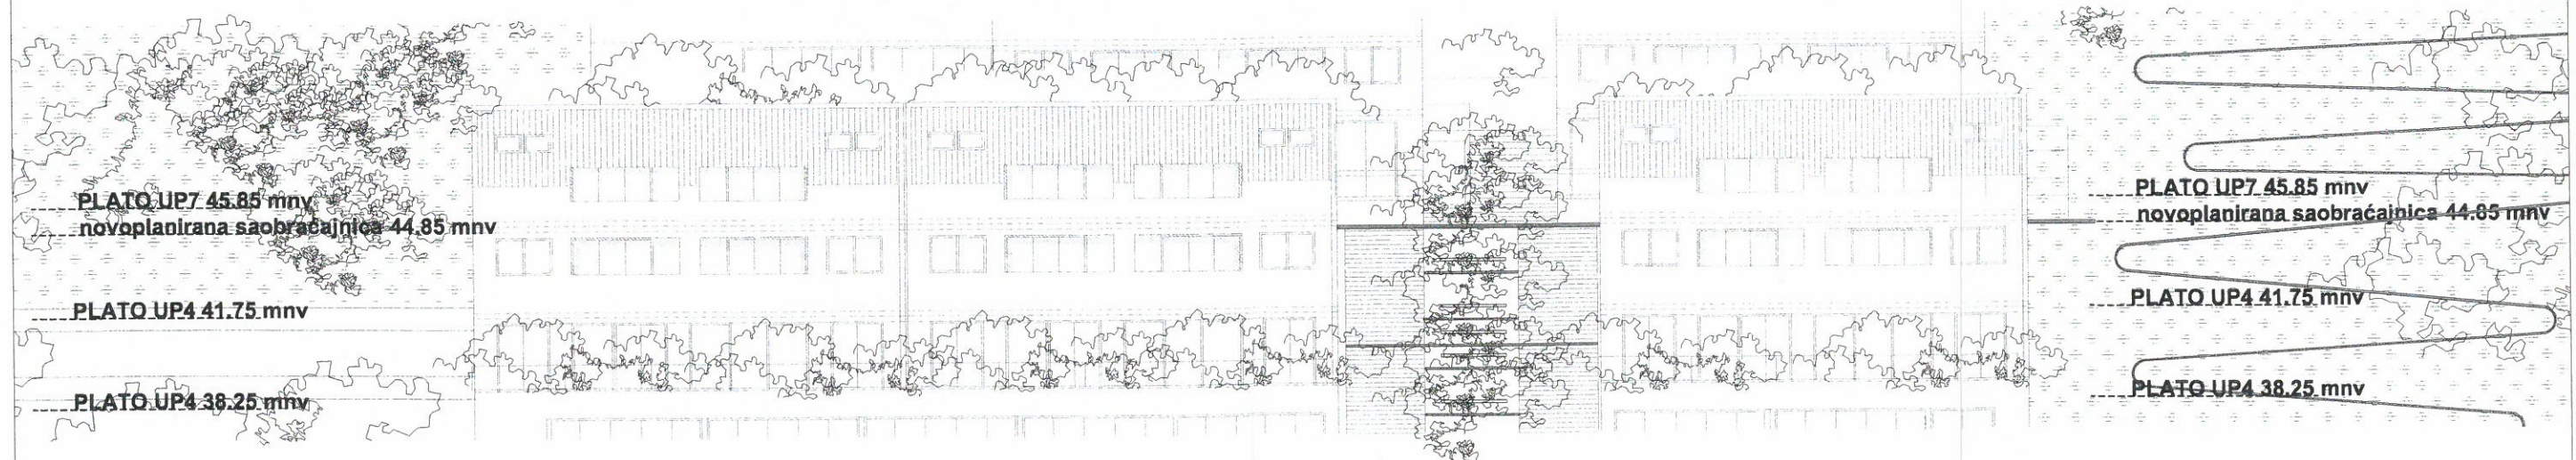 PLATO UP7 45.85 mnv
novoplanirana saobraćajnica 44.85 mnv
PLATO UP4 41.75 mnv
PLATO UP4 38.25 mnv
PLATO UP7 45.85 mnv
novoplanirana saobraćajnica 44.85 mnv
PLATO UP4 41.75 mnv
PLATO UP4 38.25 mnv